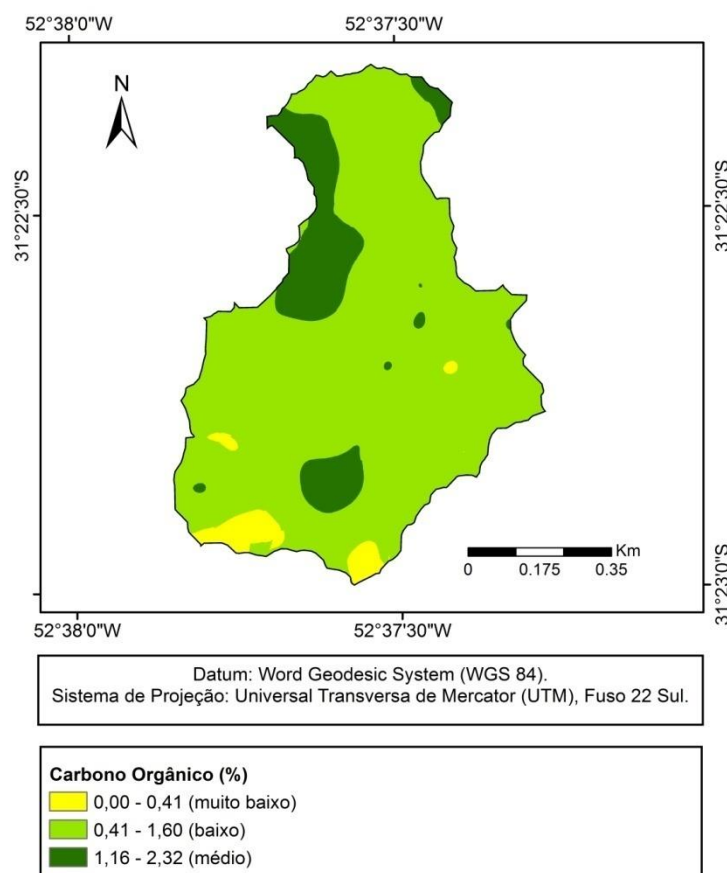 52°38'0"W
52°37'30"W
N
31°22'30"S
31°22'30"S
Km
0
0.175
0.35
31°23'0"S
52°38'0"W
52°37'30"W
Datum: Word Geodesic System (WGS 84).
Sistema de Projeção: Universal Transversa de Mercator (UTM), Fuso 22 Sul.
Carbono Orgânico (%)
0,00 - 0,41 (muito baixo)
0,41 - 1,60 (baixo)
1,16 - 2,32 (médio)